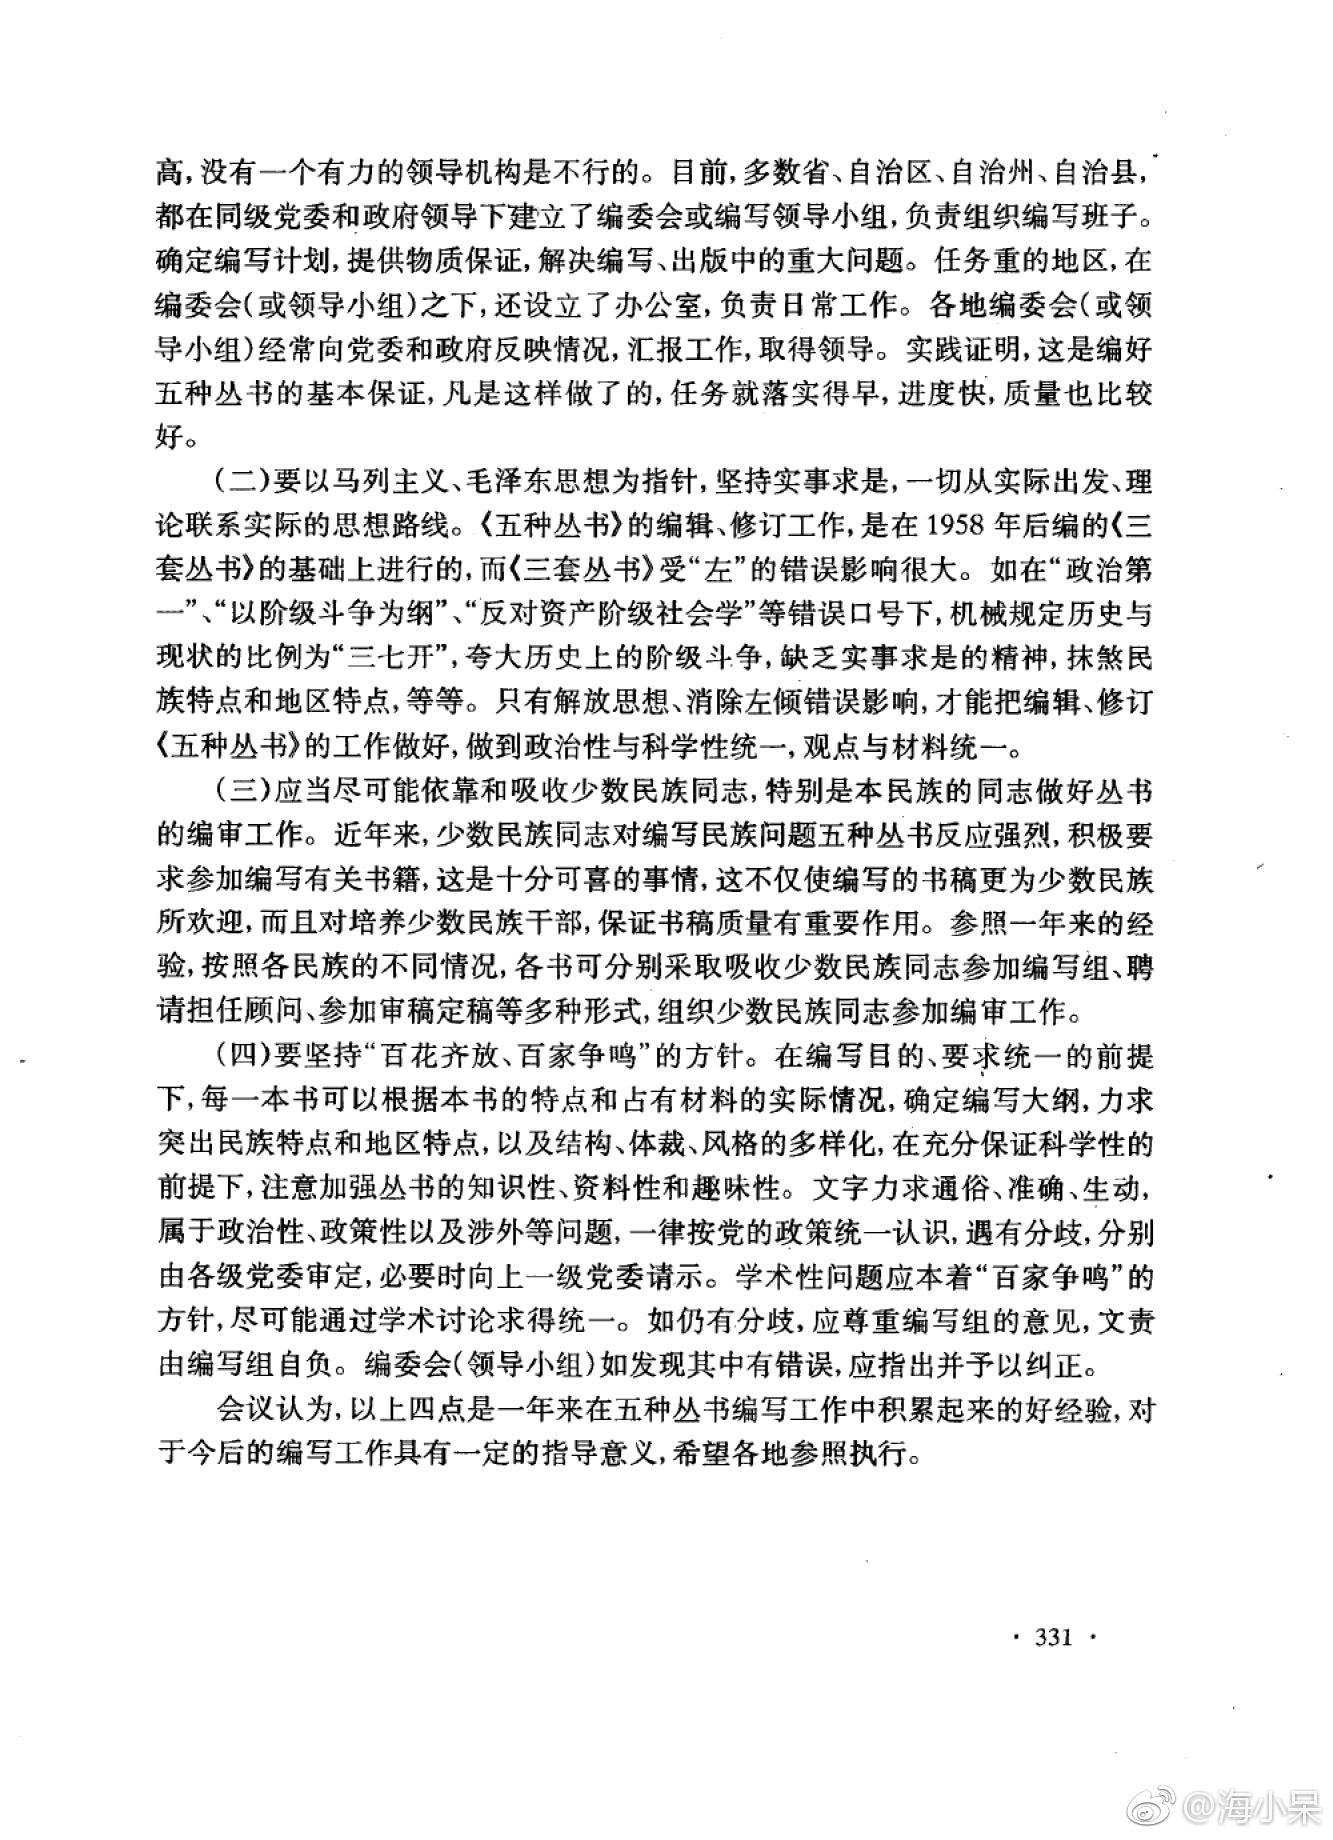 高,没有一个有力的领导机构是不行的。目前,多数省、自治区、自治州、自治县,
都在同级党委和政府领导下建立了编委会或编写领导小组,负责组织编写班子。
确定编写计划,提供物质保证,解决编写、出版中的重大问题。任务重的地区,在
编委会(或领导小组)之下,还设立了办公室,负责日常工作。各地编委会(或领
导小组)经常向党委和政府反映情况,汇报工作,取得领导。实践证明,这是编好
五种丛书的基本保证,凡是这样做了的,任务就落实得早,进度快,质量也比较
好。
(二)要以马列主义、毛泽东思想为指针,坚持实事求是,一切从实际出发、理
论联系实际的思想路线。《五种丛书》的编辑、修订工作,是在1958年后编的《三
套丛书》的基础上进行的,而《三套丛书》受“左”的错误影响很大。如在“政治第
一”、“以阶级斗争为纲”、“反对资产阶级社会学”等错误口号下,机械规定历史与
现状的比例为“三七开”,夸大历史上的阶级斗争,缺乏实事求是的精神,抹煞民
族特点和地区特点,等等。只有解放思想、消除左倾错误影响,才能把编辑、修订
《五种丛书》的工作做好,做到政治性与科学性统一,观点与材料统一。
(三)应当尽可能依靠和吸收少数民族同志,特别是本民族的同志做好丛书
的编审工作。近年来,少数民族同志对编写民族问题五种丛书反应强烈,积极要
求参加编写有关书籍,这是十分可喜的事情,这不仅使编写的书稿更为少数民族
所欢迎,而且对培养少数民族干部,保证书稿质量有重要作用。参照一年来的经
验,按照各民族的不同情况,各书可分别采取吸收少数民族同志参加编写组、聘
请担任顾问、参加审稿定稿等多种形式,组织少数民族同志参加编审工作。
(四)要坚持“百花齐放、百家争鸣”的方针。在编写目的、要求统一的前提
下,每一本书可以根据本书的特点和占有材料的实际情况,确定编写大纲,力求
突出民族特点和地区特点,以及结构、体裁、风格的多样化,在充分保证科学性的
前提下,注意加强丛书的知识性、资料性和趣味性。文字力求通俗、准确、生动,
属于政治性、政策性以及涉外等问题,一律按党的政策统一认识,遇有分歧,分别
由各级党委审定,必要时向上一级党委请示。学术性问题应本着“百家争鸣”的
方针,尽可能通过学术讨论求得统一。如仍有分歧,应尊重编写组的意见,文责
由编写组自负。编委会(领导小组)如发现其中有错误,应指出并予以纠正。
会议认为,以上四点是一年来在五种丛书编写工作中积累起来的好经验,对
于今后的编写工作具有一定的指导意义,希望各地参照执行。
· 331 ·
@海小呆